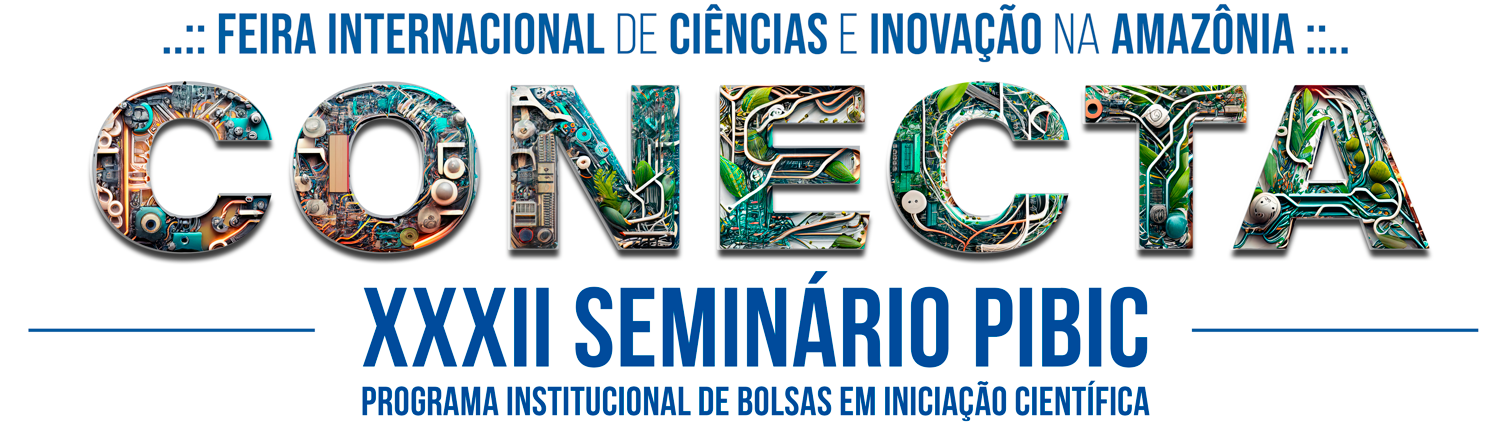 ..:: FEIRA INTERNACIONAL DE CIÊNCIAS E INOVAÇÃO NA AMAZÔNIA ::..
CONECTA
XXXII SEMINÁRIO PIBIC
PROGRAMA INSTITUCIONAL DE BOLSAS EM INICIAÇÃO CIENTÍFICA